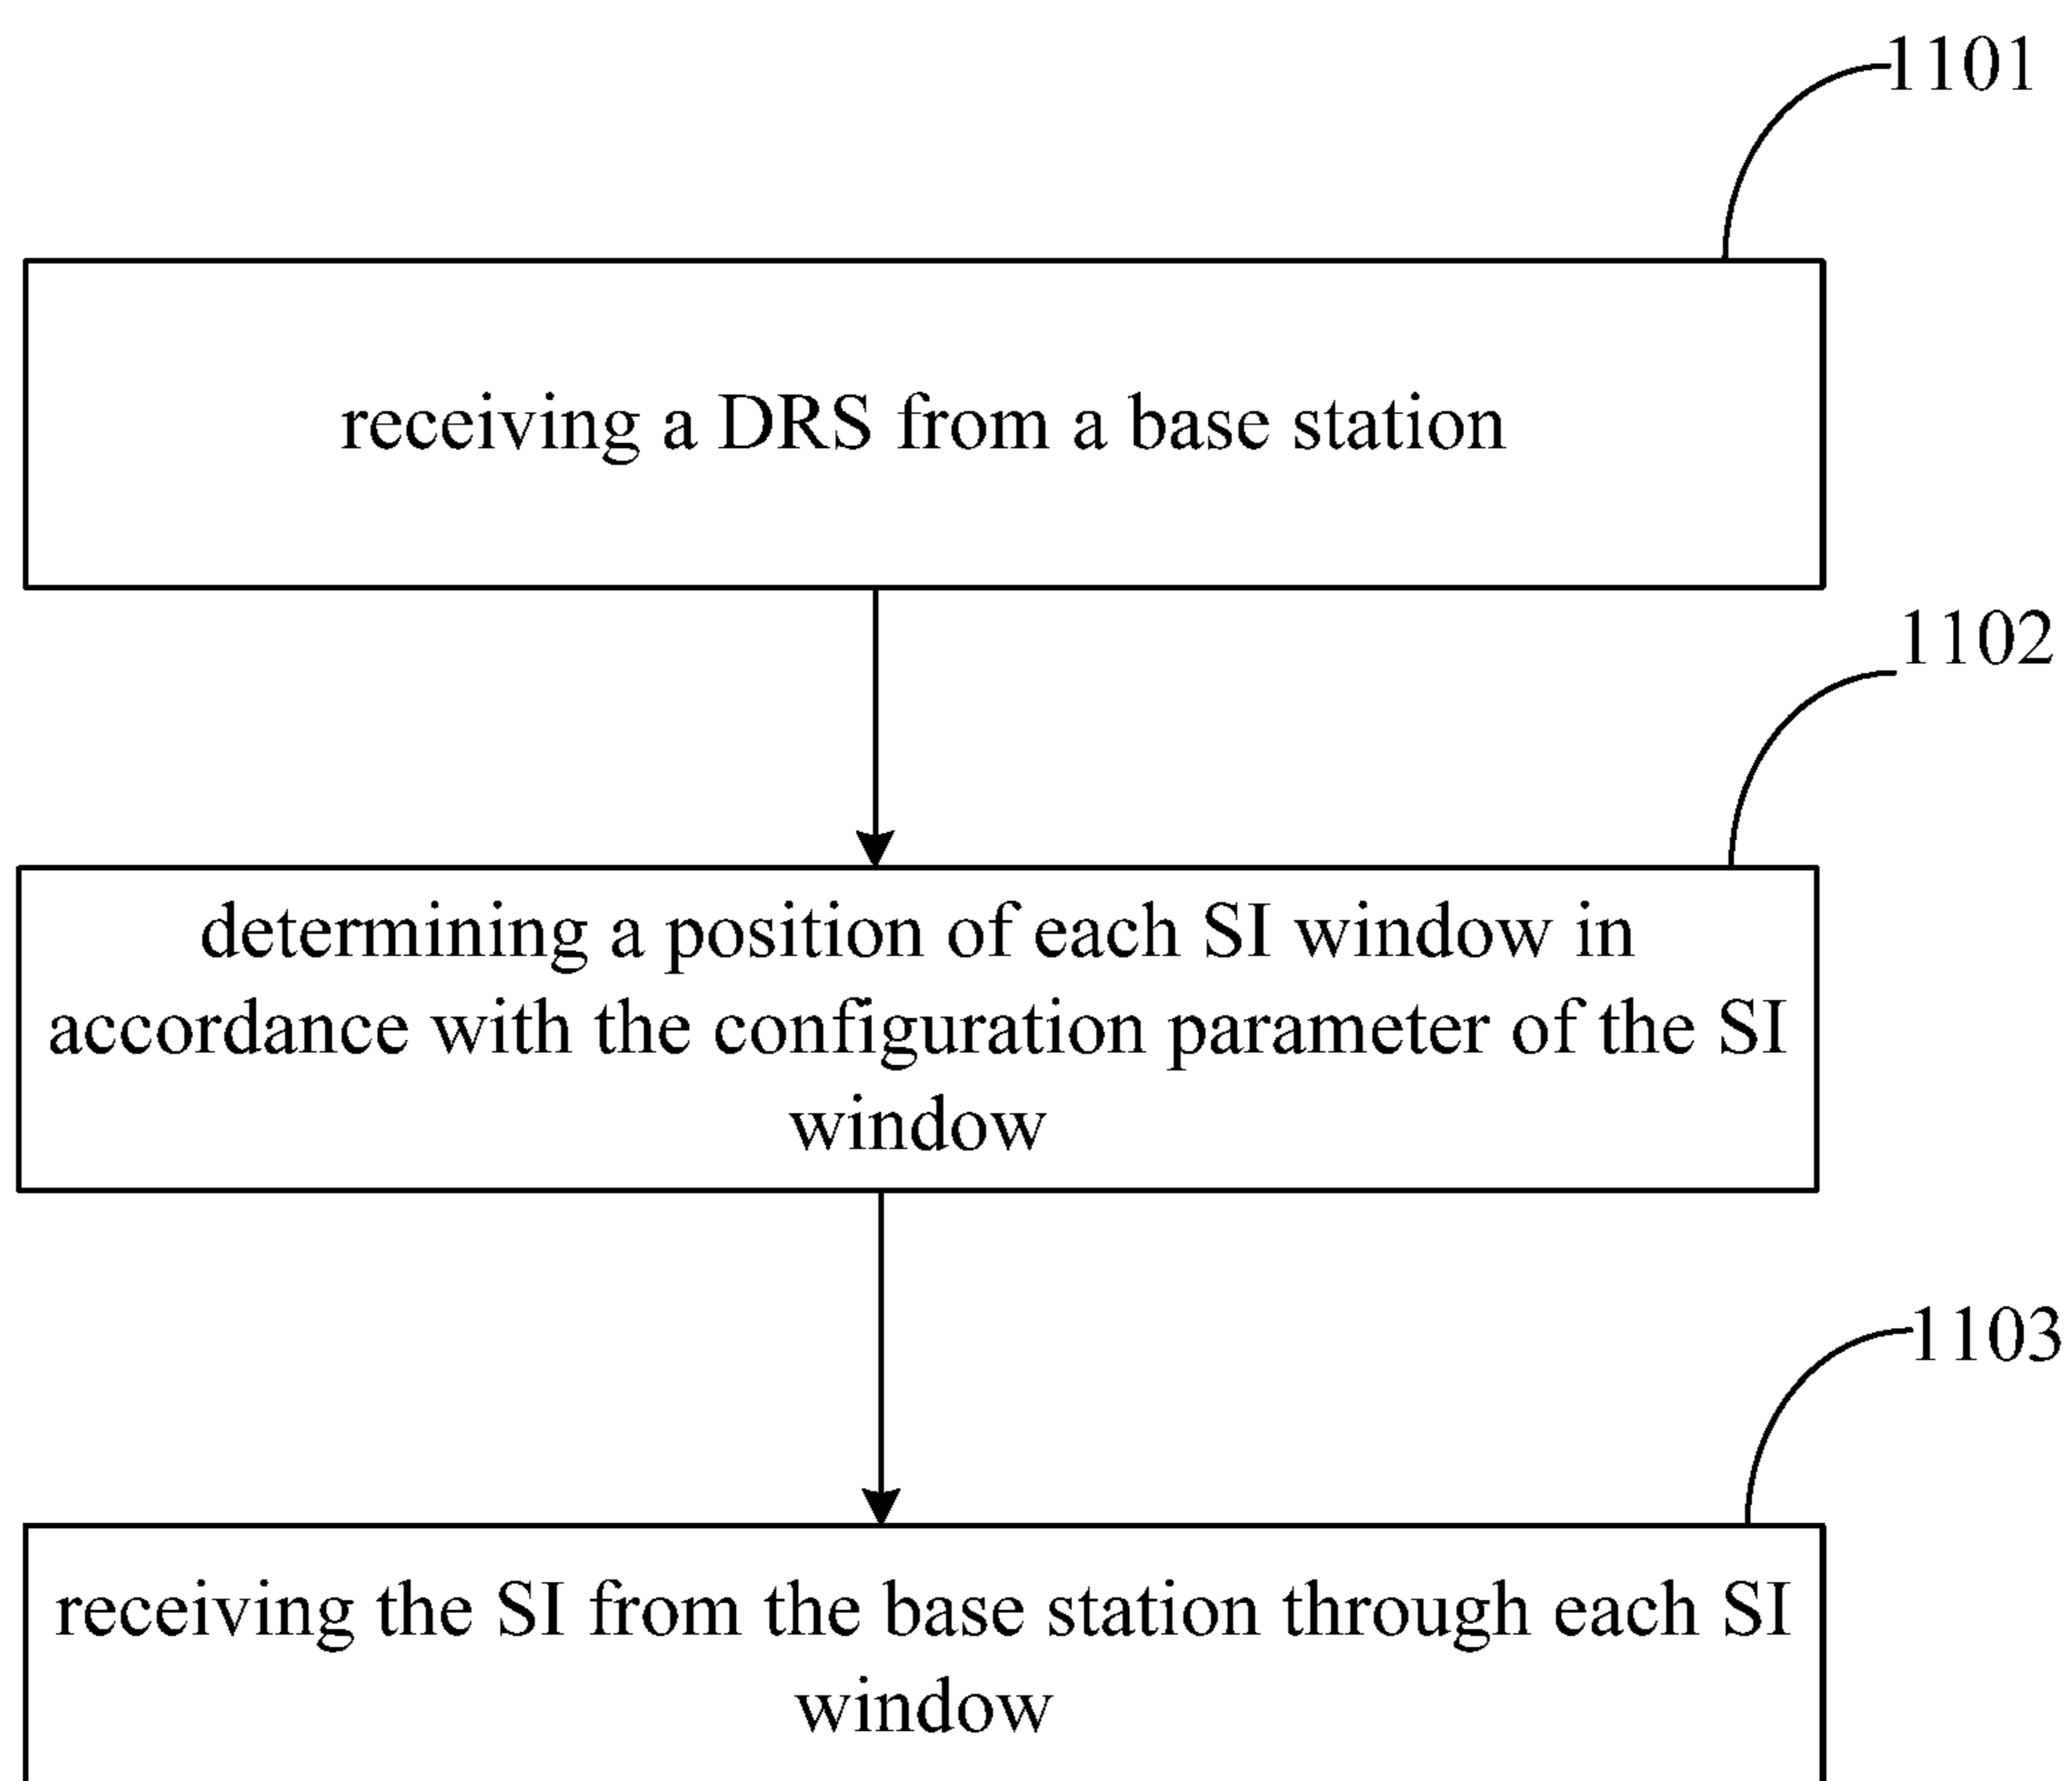 1101
receiving a DRS from a base station
1102
determining a position of each SI window in
accordance with the configuration parameter of the SI
window
1103
receiving the SI from the base station through each SI
window